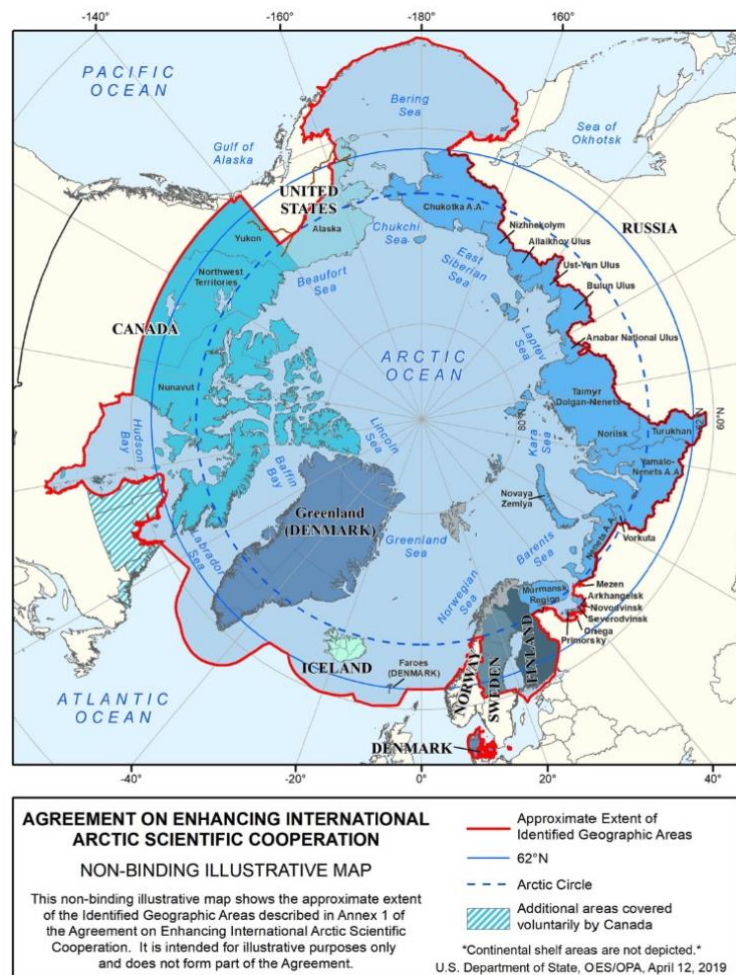 -140°
-160°
-180°
160°
140°
PACIFIC
OCEAN
Bering
Sea
Sea of
Okhotsk
Gulf of
Alaska
UNITED
STATES
Chukotka A.A.
RUSSIA
Alaska
Chukchi
Sea
Nizhnekolym
Yukon
Allaikhov Ulus
East
Siberian
Sea
Ust-Yan Ulus
Northwest
Territories
Beaufort
Sea
Bulun Ulus
CANADA
Laptev
Sea
Anabar National Ulus
ARCTIC
OCEAN
Nunavut
Taimyr
Dolgan-Nenets
80°N
62°N
60°N
Hudson
Bay
Lincoln
Sea
Kara
Sea
Norilsk
Turukhan
Baffin
Bay
Yamalo-
Nenets A.A.
Greenland
(DENMARK)
Novaya
Zemlya
Labrador
Sea
Greenland
Sea
Barents
Sea
Nenets A.A.
Vorkuta
Norwegian
Sea
Murmansk
Region
Mezen
Arkhangelsk
Novodvinsk
Severodvinsk
Onega
Primorsky
ICELAND
Faroes
(DENMARK)
NORWAY
SWEDEN
FINLAND
ATLANTIC
OCEAN
DENMARK
-40°
-20°
0°
20°
40°
AGREEMENT ON ENHANCING INTERNATIONAL
ARCTIC SCIENTIFIC COOPERATION
NON-BINDING ILLUSTRATIVE MAP
This non-binding illustrative map shows the approximate extent
of the Identified Geographic Areas described in Annex 1 of
the Agreement on Enhancing International Arctic Scientific
Cooperation. It is intended for illustrative purposes only
and does not form part of the Agreement.
Approximate Extent of
Identified Geographic Areas
62°N
Arctic Circle
Additional areas covered
voluntarily by Canada
*Continental shelf areas are not depicted.*
U.S. Department of State, OES/OPA, April 12, 2019